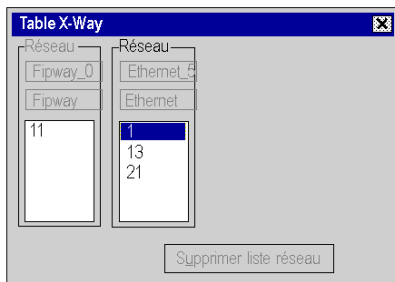 Table X-Way
Réseau Réseau
Fipway_0 Ethernet_5
Fipway Ethernet
11 1
13
21
Supprimer liste réseau